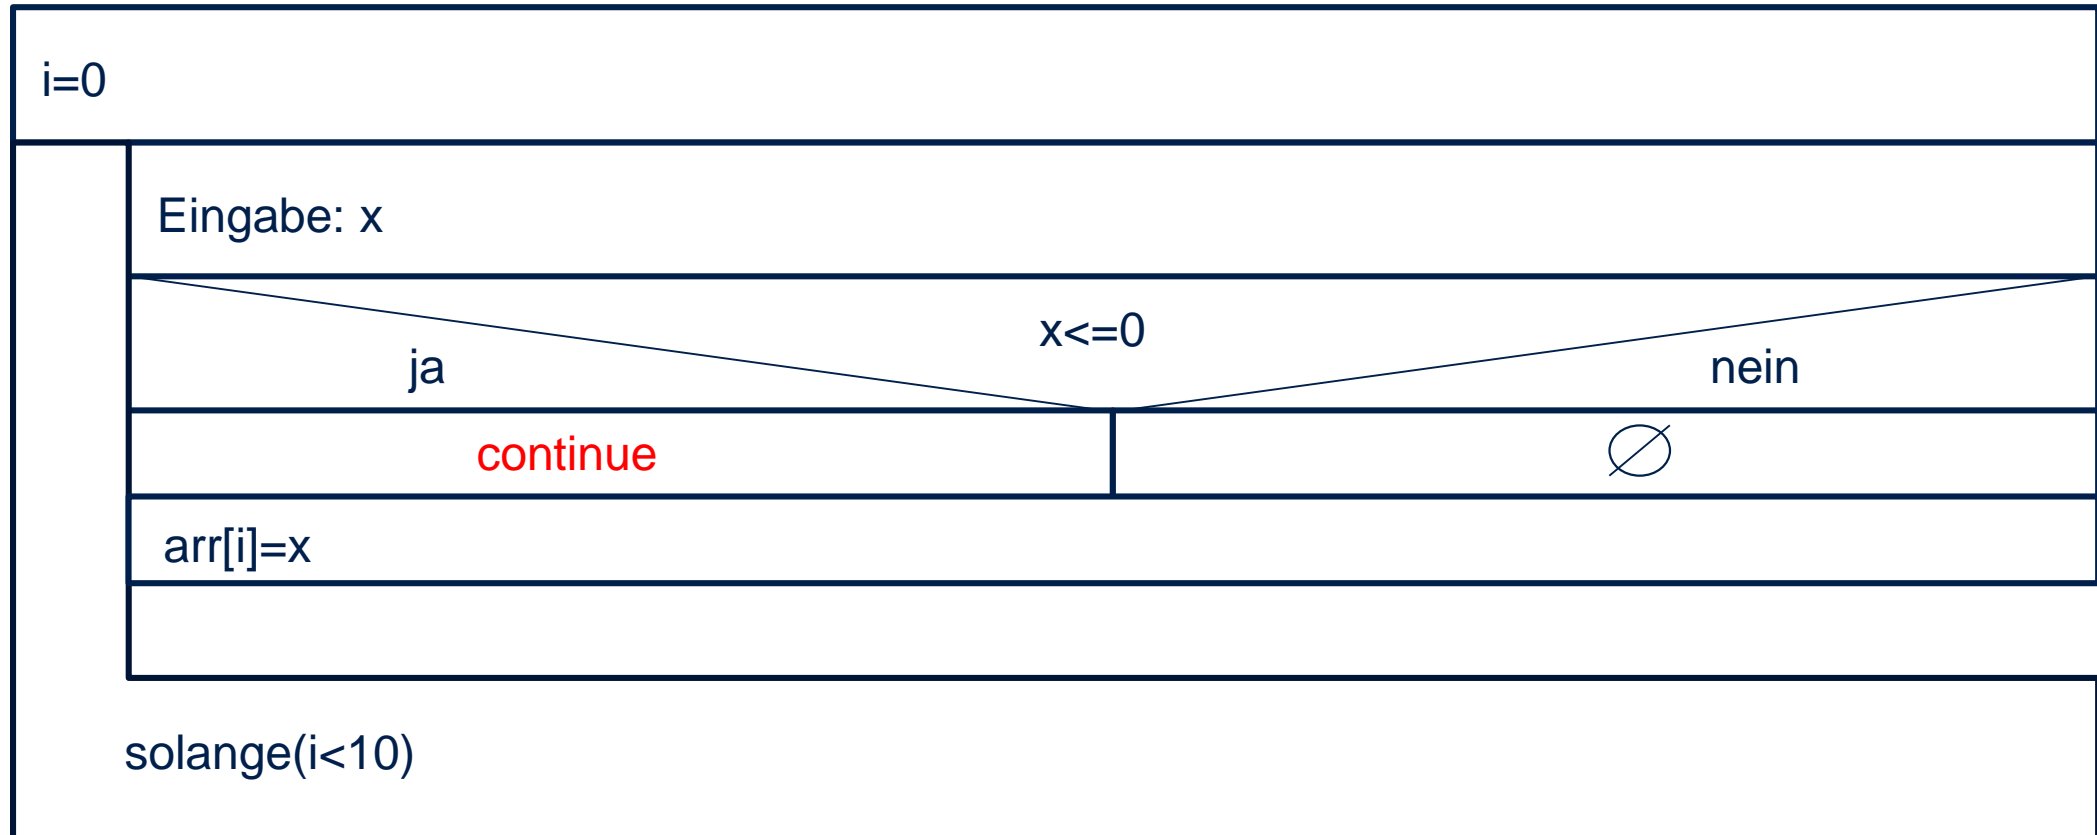 i=0
Eingabe: x
x<=0
ja
nein
continue
∅
arr[i]=x
solange(i<10)